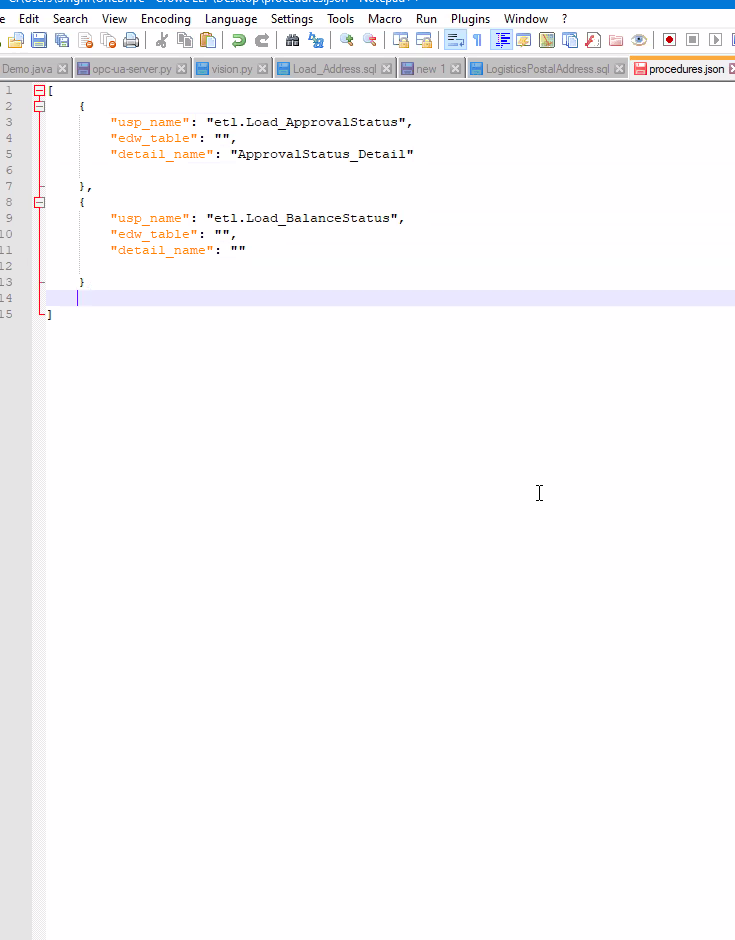 Edit Search View Encoding Language Settings Tools Macro Run Plugins Window ?
Demo.java opc-ua-server.py vision.py Load_Address.sql new 1 LogisticsPostalAddress.sql procedures.json
1 [
2 {
3 "usp_name": "etl.Load_ApprovalStatus",
4 "edw_table": "",
5 "detail_name": "ApprovalStatus_Detail"
6
7 },
8 {
9 "usp_name": "etl.Load_BalanceStatus",
10 "edw_table": "",
11 "detail_name": ""
12
13 }
14
15 ]